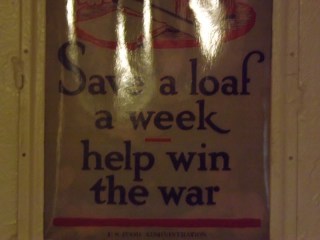 Save a loaf
a week
help win
the war